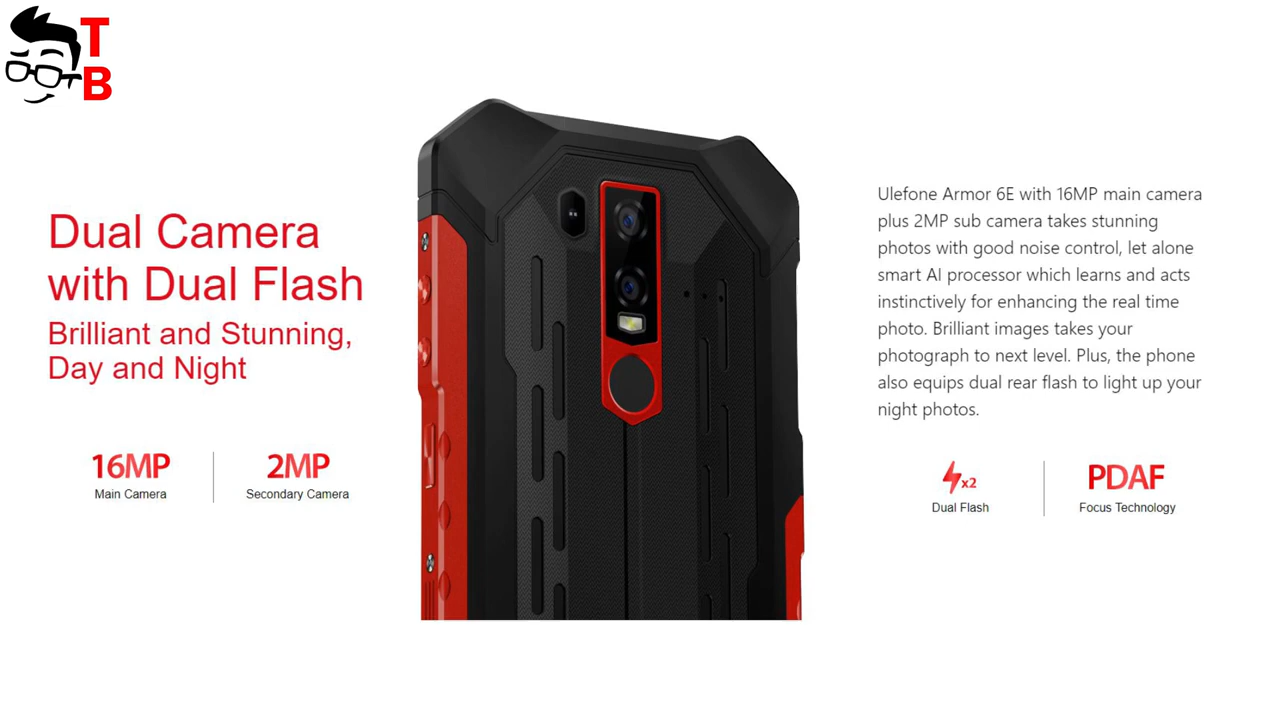 TB
Dual Camera
with Dual Flash
Brilliant and Stunning,
Day and Night
16MP
Main Camera
2MP
Secondary Camera
Ulefone Armor 6E with 16MP main camera
plus 2MP sub camera takes stunning
photos with good noise control, let alone
smart AI processor which learns and acts
instinctively for enhancing the real time
photo. Brilliant images takes your
photograph to next level. Plus, the phone
also equips dual rear flash to light up your
night photos.
x2
Dual Flash
PDAF
Focus Technology